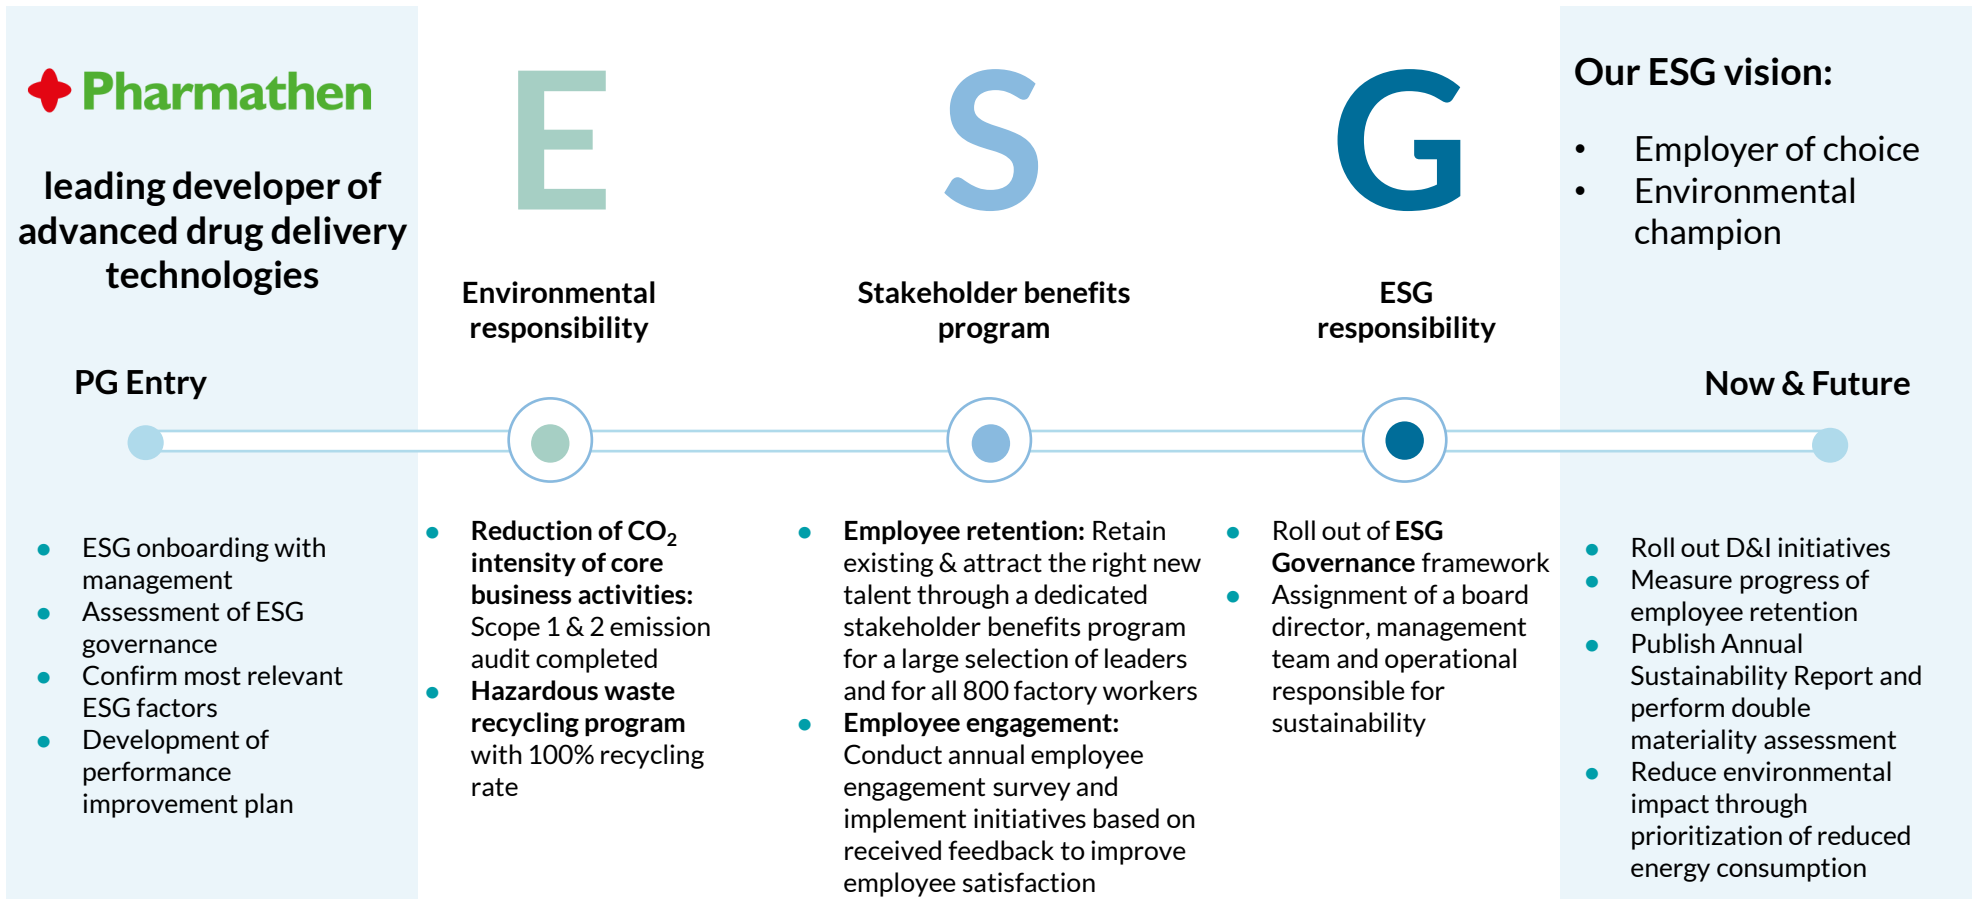 Pharmathen
leading developer of
advanced drug delivery
technologies
PG Entry
• ESG onboarding with
management
• Assessment of ESG
governance
• Confirm most relevant
ESG factors
• Development of
performance
improvement plan
E
Environmental
responsibility
• Reduction of CO₂
intensity of core
business activities:
Scope 1 & 2 emission
audit completed
• Hazardous waste
recycling program
with 100% recycling
rate
S
Stakeholder benefits
program
• Employee retention: Retain
existing & attract the right new
talent through a dedicated
stakeholder benefits program
for a large selection of leaders
and for all 800 factory workers
• Employee engagement:
Conduct annual employee
engagement survey and
implement initiatives based on
received feedback to improve
employee satisfaction
G
ESG
responsibility
• Roll out of ESG
Governance framework
• Assignment of a board
director, management
team and operational
responsible for
sustainability
Our ESG vision:
• Employer of choice
• Environmental
champion
Now & Future
• Roll out D&I initiatives
• Measure progress of
employee retention
• Publish Annual
Sustainability Report and
perform double
materiality assessment
• Reduce environmental
impact through
prioritization of reduced
energy consumption